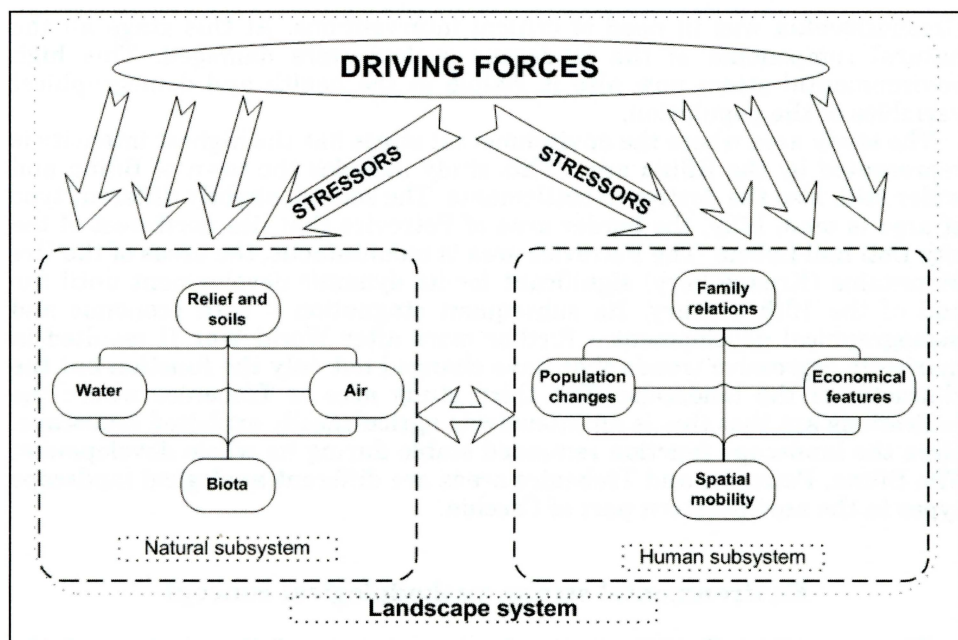 DRIVING FORCES
STRESSORS
STRESSORS
Relief and
soils
Water
Air
Biota
Natural subsystem
Family
relations
Population
changes
Economical
features
Spatial
mobility
Human subsystem
Landscape system